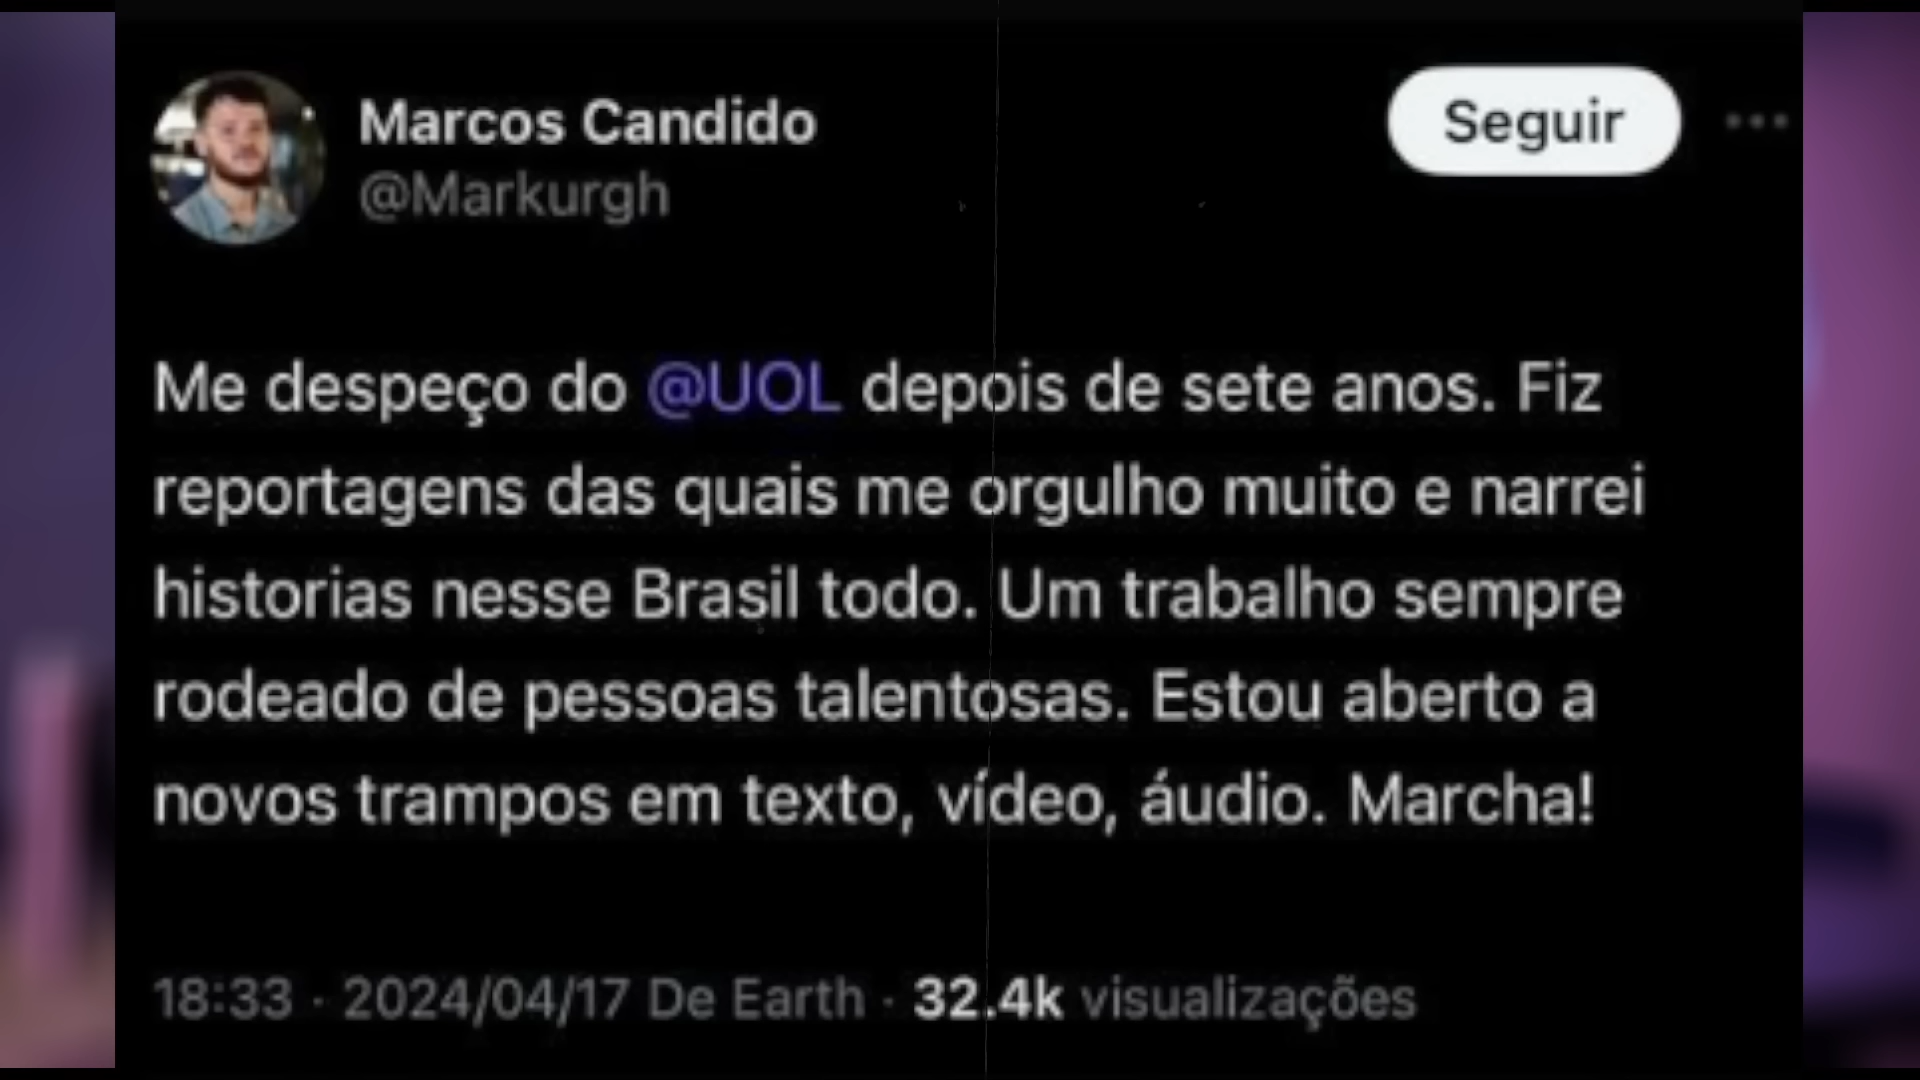 Marcos Candido
@Markurgh
Seguir
Me despeço do @UOL depois de sete anos. Fiz
reportagens das quais me orgulho muito e narrei
historias nesse Brasil todo. Um trabalho sempre
rodeado de pessoas talentosas. Estou aberto a
novos trampos em texto, vídeo, áudio. Marcha!
18:33 · 2024/04/17 De Earth · 32.4k visualizações